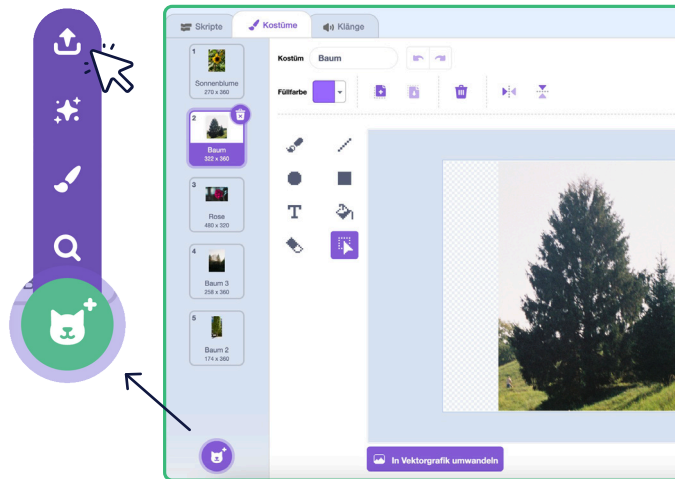 Skripte
Kostüme
Klänge
1
Sonnenblume
270 x 360
2
Baum
322 x 360
3
Rose
480 x 320
4
Baum 3
258 x 360
5
Baum 2
174 x 360
Kostüm
Baum
Füllfarbe
T
In Vektorgrafik umwandeln